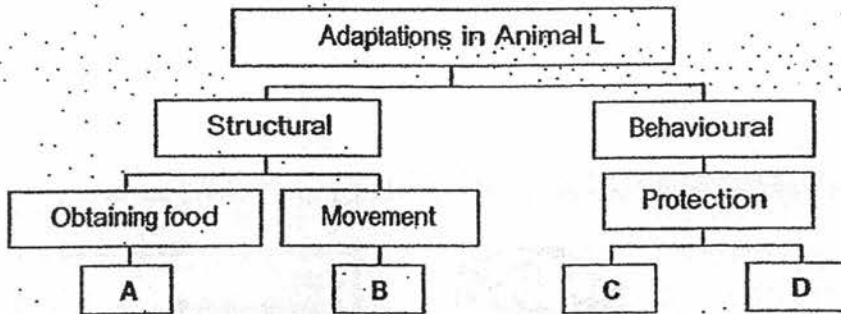 Adaptations in Animal L
Structural
Behavioural
Obtaining food
Movement
Protection
A
B
C
D